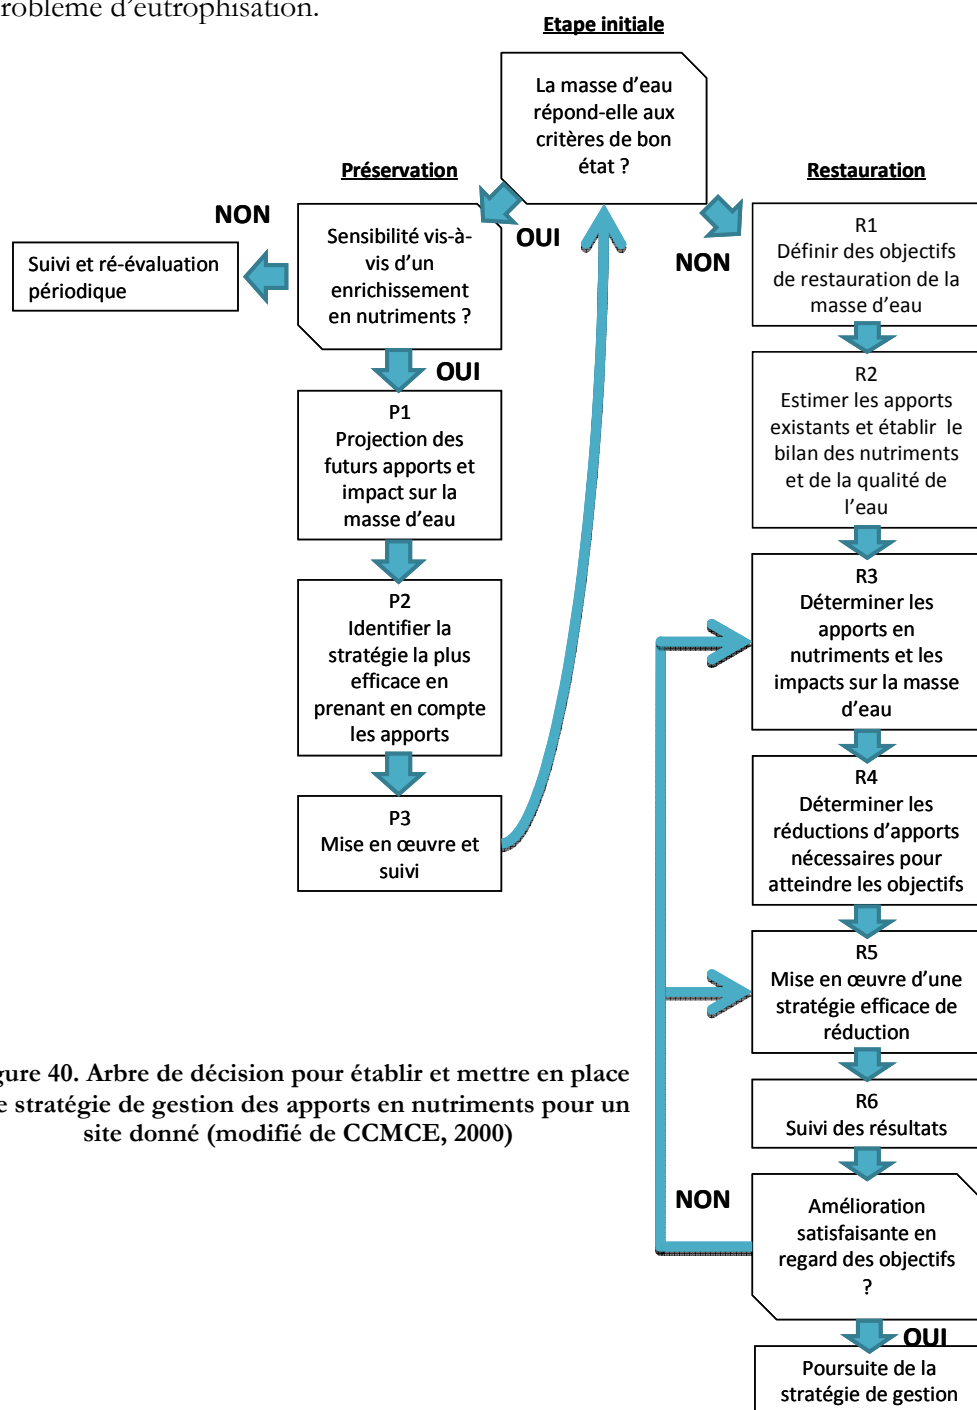 roblème d'eutrophisation.
Etape initiale
La masse d'eau
répond-elle aux
critères de bon
état ?
Préservation
Restauration
NON
OUI
NON
Suivi et ré-évaluation
périodique
Sensibilité vis-à-
vis d'un
enrichissement
en nutriments ?
OUI
P1
Projection des
futurs apports et
impact sur la
masse d'eau
P2
Identifier la
stratégie la plus
efficace en
prenant en compte
les apports
P3
Mise en œuvre et
suivi
R1
Définir des objectifs
de restauration de la
masse d'eau
R2
Estimer les apports
existants et établir le
bilan des nutriments
et de la qualité de
l'eau
R3
Déterminer les
apports en
nutriments et les
impacts sur la masse
d'eau
R4
Déterminer les
réductions d'apports
nécessaires pour
atteindre les objectifs
R5
Mise en œuvre d'une
stratégie efficace de
réduction
R6
Suivi des résultats
NON
Amélioration
satisfaisante en
regard des objectifs
?
OUI
Poursuite de la
stratégie de gestion
gure 40. Arbre de décision pour établir et mettre en place
e stratégie de gestion des apports en nutriments pour un
site donné (modifié de CCMCE, 2000)